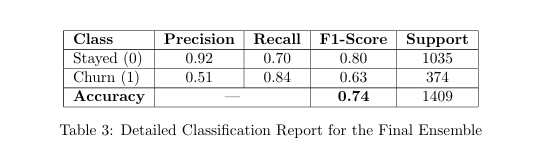 Class Precision Recall F1-Score Support
Stayed (0) 0.92 0.70 0.80 1035
Churn (1) 0.51 0.84 0.63 374
Accuracy — 0.74 1409
Table 3: Detailed Classification Report for the Final Ensemble